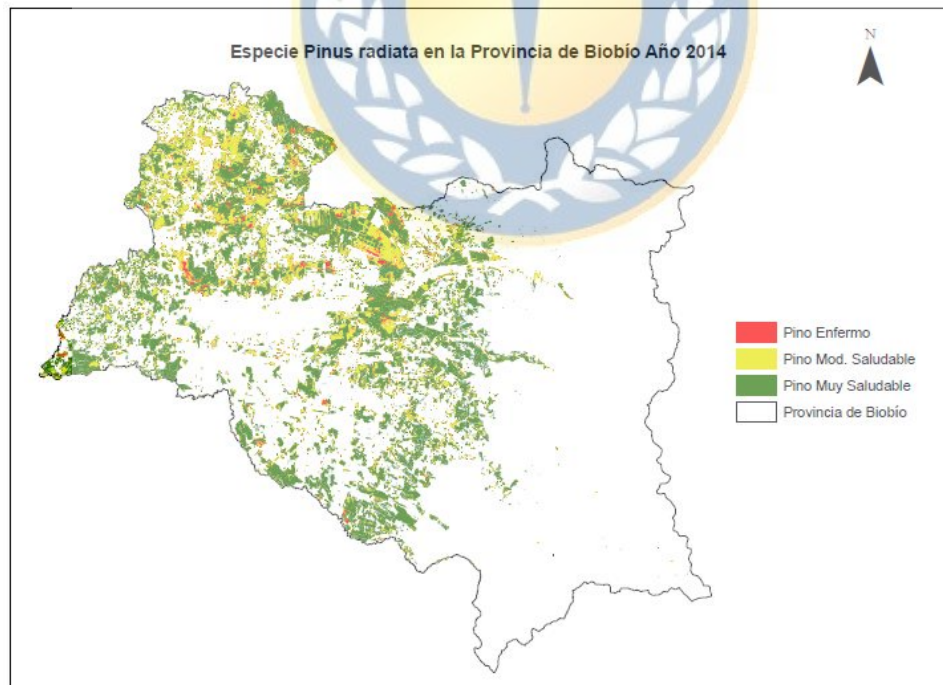 Especie Pinus radiata en la Provincia de Biobío Año 2014
N
Pino Enfermo
Pino Mod. Saludable
Pino Muy Saludable
Provincia de Biobío